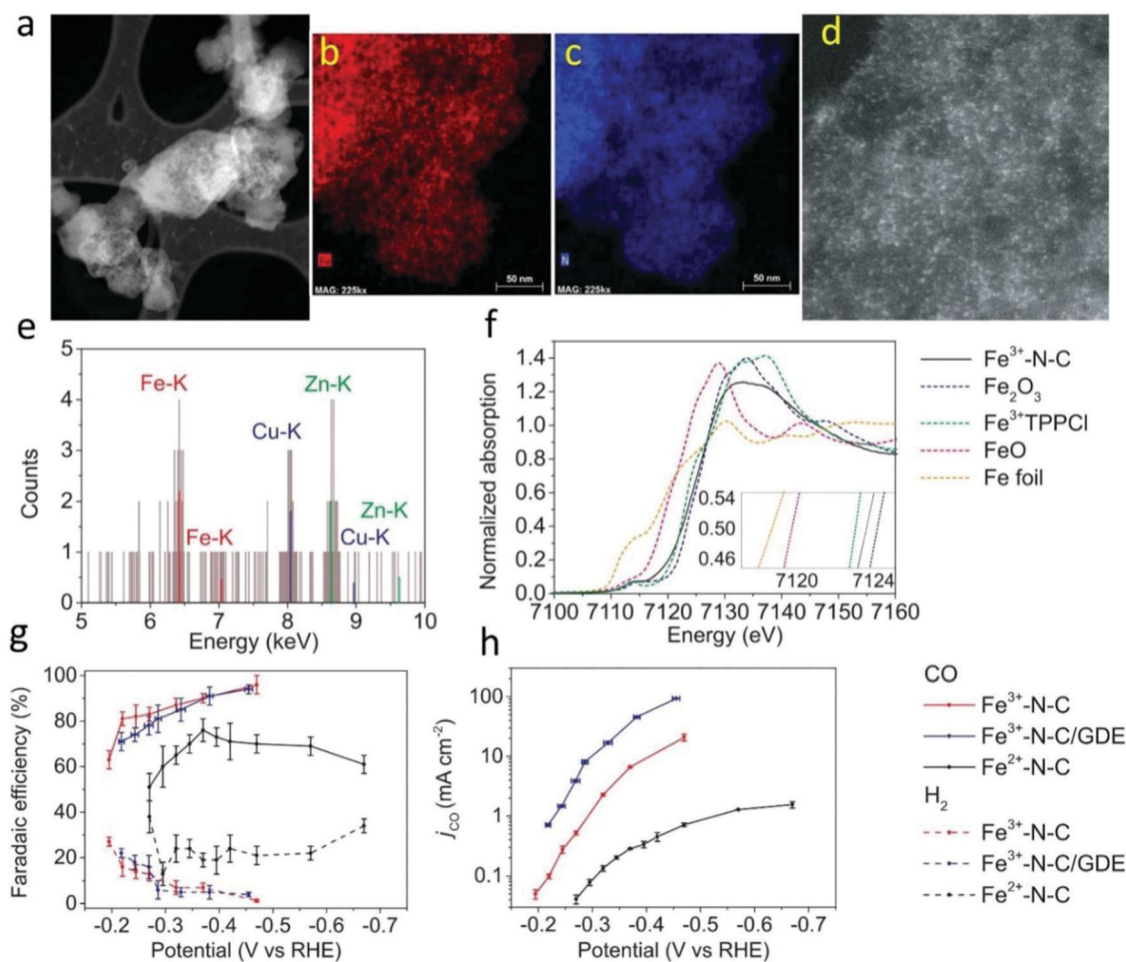 a
b
c
d
Fe
MAG: 225kx
50 nm
N
MAG: 225kx
50 nm
e
Counts
5
4
3
2
1
0
Fe-K
Fe-K
Cu-K
Cu-K
Zn-K
Zn-K
5 6 7 8 9 10
Energy (keV)
f
Normalized absorption
1.4
1.2
1.0
0.8
0.6
0.4
0.2
0.0
0.54
0.50
0.46
7120 7124
7100 7110 7120 7130 7140 7150 7160
Energy (eV)
Fe³⁺-N-C
Fe₂O₃
Fe³⁺TPPCl
FeO
Fe foil
g
Faradaic efficiency (%)
100
80
60
40
20
0
-0.2 -0.3 -0.4 -0.5 -0.6 -0.7
Potential (V vs RHE)
h
jCO (mA cm⁻²)
100
10
1
0.1
-0.2 -0.3 -0.4 -0.5 -0.6 -0.7
Potential (V vs RHE)
CO
Fe³⁺-N-C
Fe³⁺-N-C/GDE
Fe²⁺-N-C
H₂
Fe³⁺-N-C
Fe³⁺-N-C/GDE
Fe²⁺-N-C